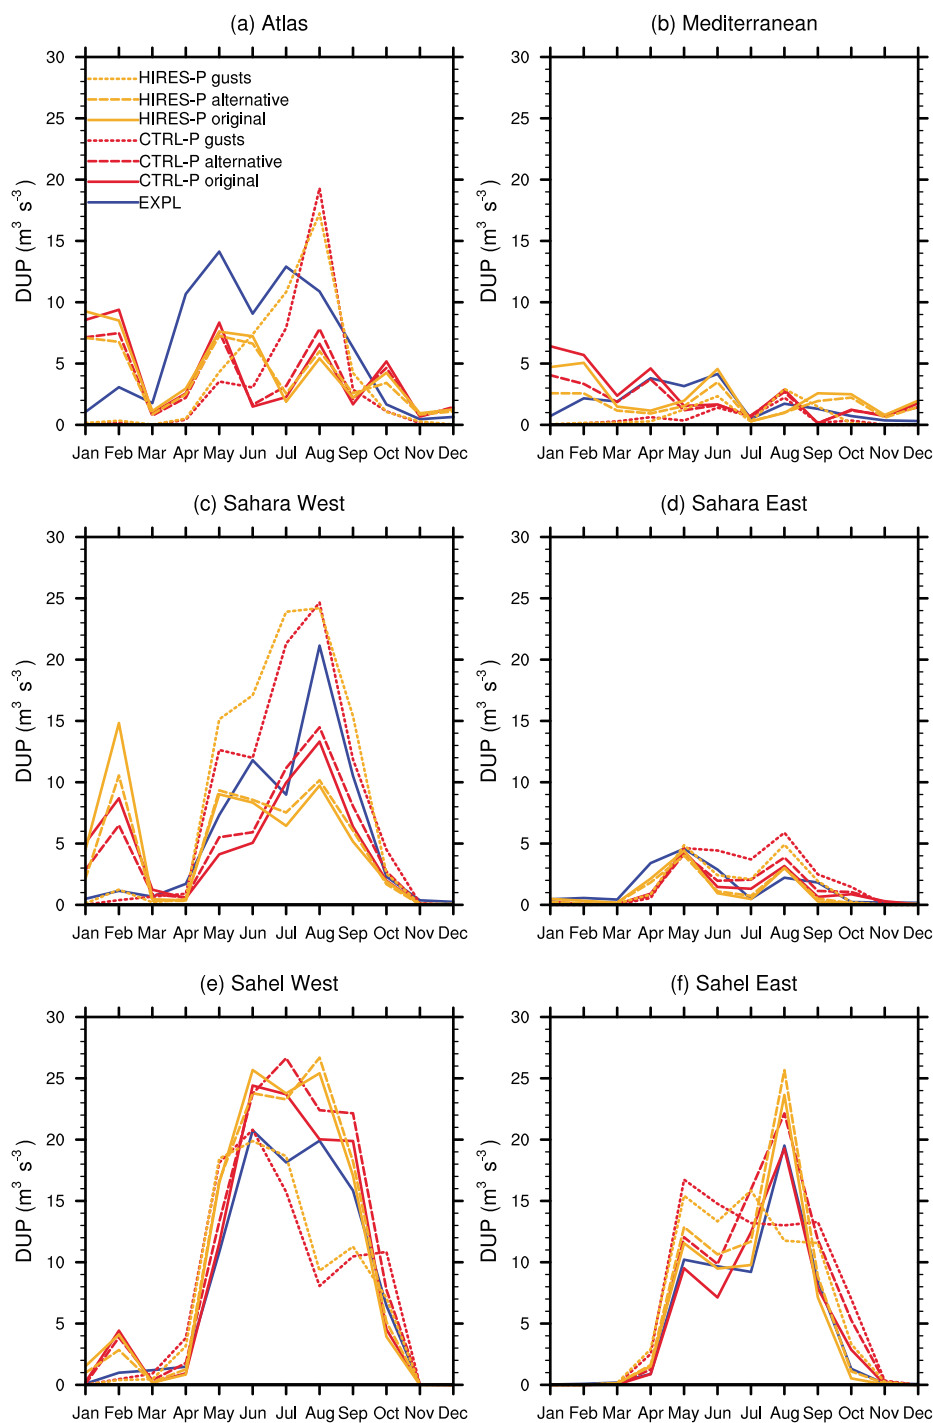 (a) Atlas
DUP (m³ s⁻³)
30
25
20
15
10
5
0
HIRES-P gusts
HIRES-P alternative
HIRES-P original
CTRL-P gusts
CTRL-P alternative
CTRL-P original
EXPL
Jan Feb Mar Apr May Jun Jul Aug Sep Oct Nov Dec
(b) Mediterranean
DUP (m³ s⁻³)
30
25
20
15
10
5
0
Jan Feb Mar Apr May Jun Jul Aug Sep Oct Nov Dec
(c) Sahara West
DUP (m³ s⁻³)
30
25
20
15
10
5
0
Jan Feb Mar Apr May Jun Jul Aug Sep Oct Nov Dec
(d) Sahara East
DUP (m³ s⁻³)
30
25
20
15
10
5
0
Jan Feb Mar Apr May Jun Jul Aug Sep Oct Nov Dec
(e) Sahel West
DUP (m³ s⁻³)
30
25
20
15
10
5
0
Jan Feb Mar Apr May Jun Jul Aug Sep Oct Nov Dec
(f) Sahel East
DUP (m³ s⁻³)
30
25
20
15
10
5
0
Jan Feb Mar Apr May Jun Jul Aug Sep Oct Nov Dec